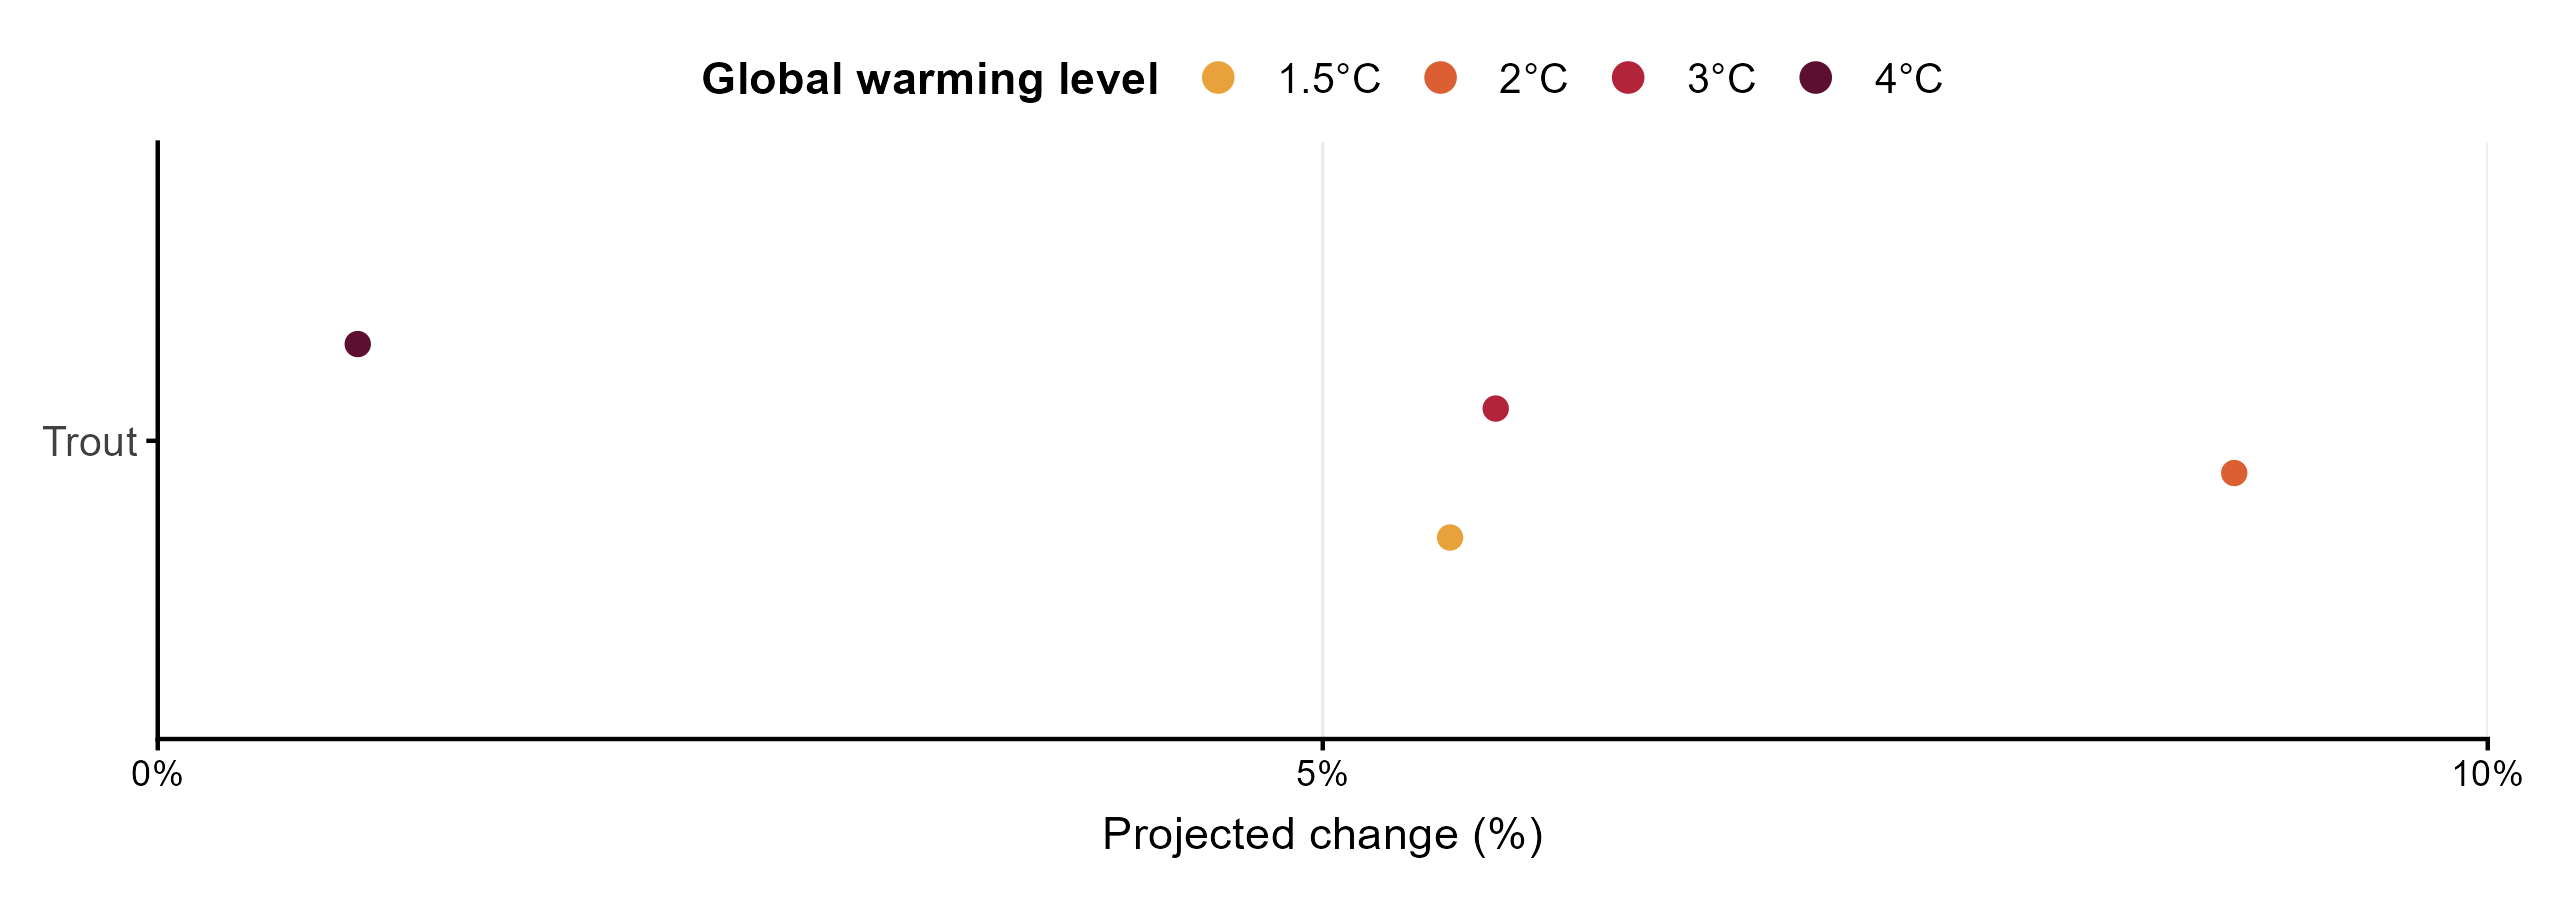 Global warming level 1.5°C 2°C 3°C 4°C
Trout
0% 5% 10%
Projected change (%)